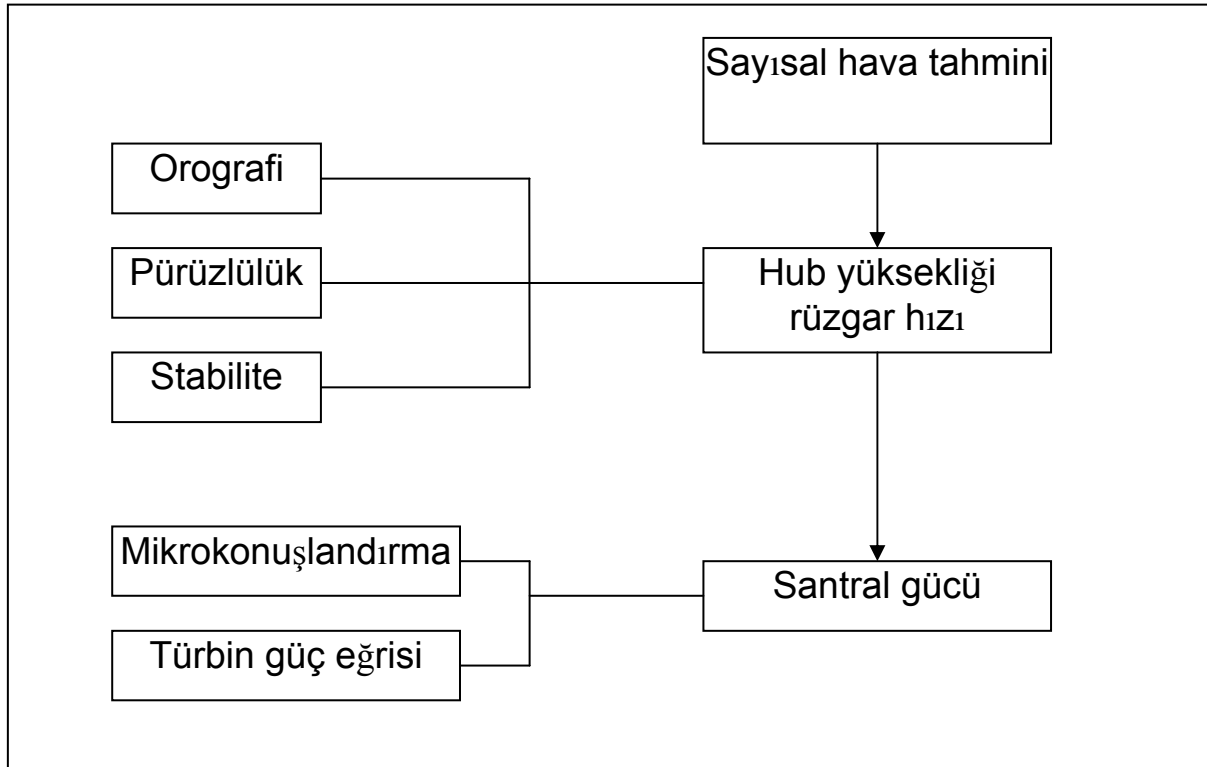 Sayısal hava tahmini
Orografi
Pürüzlülük
Stabilite
Hub yüksekliği
rüzgar hızı
Mikrokonuşlandırma
Türbin güç eğrisi
Santral gücü